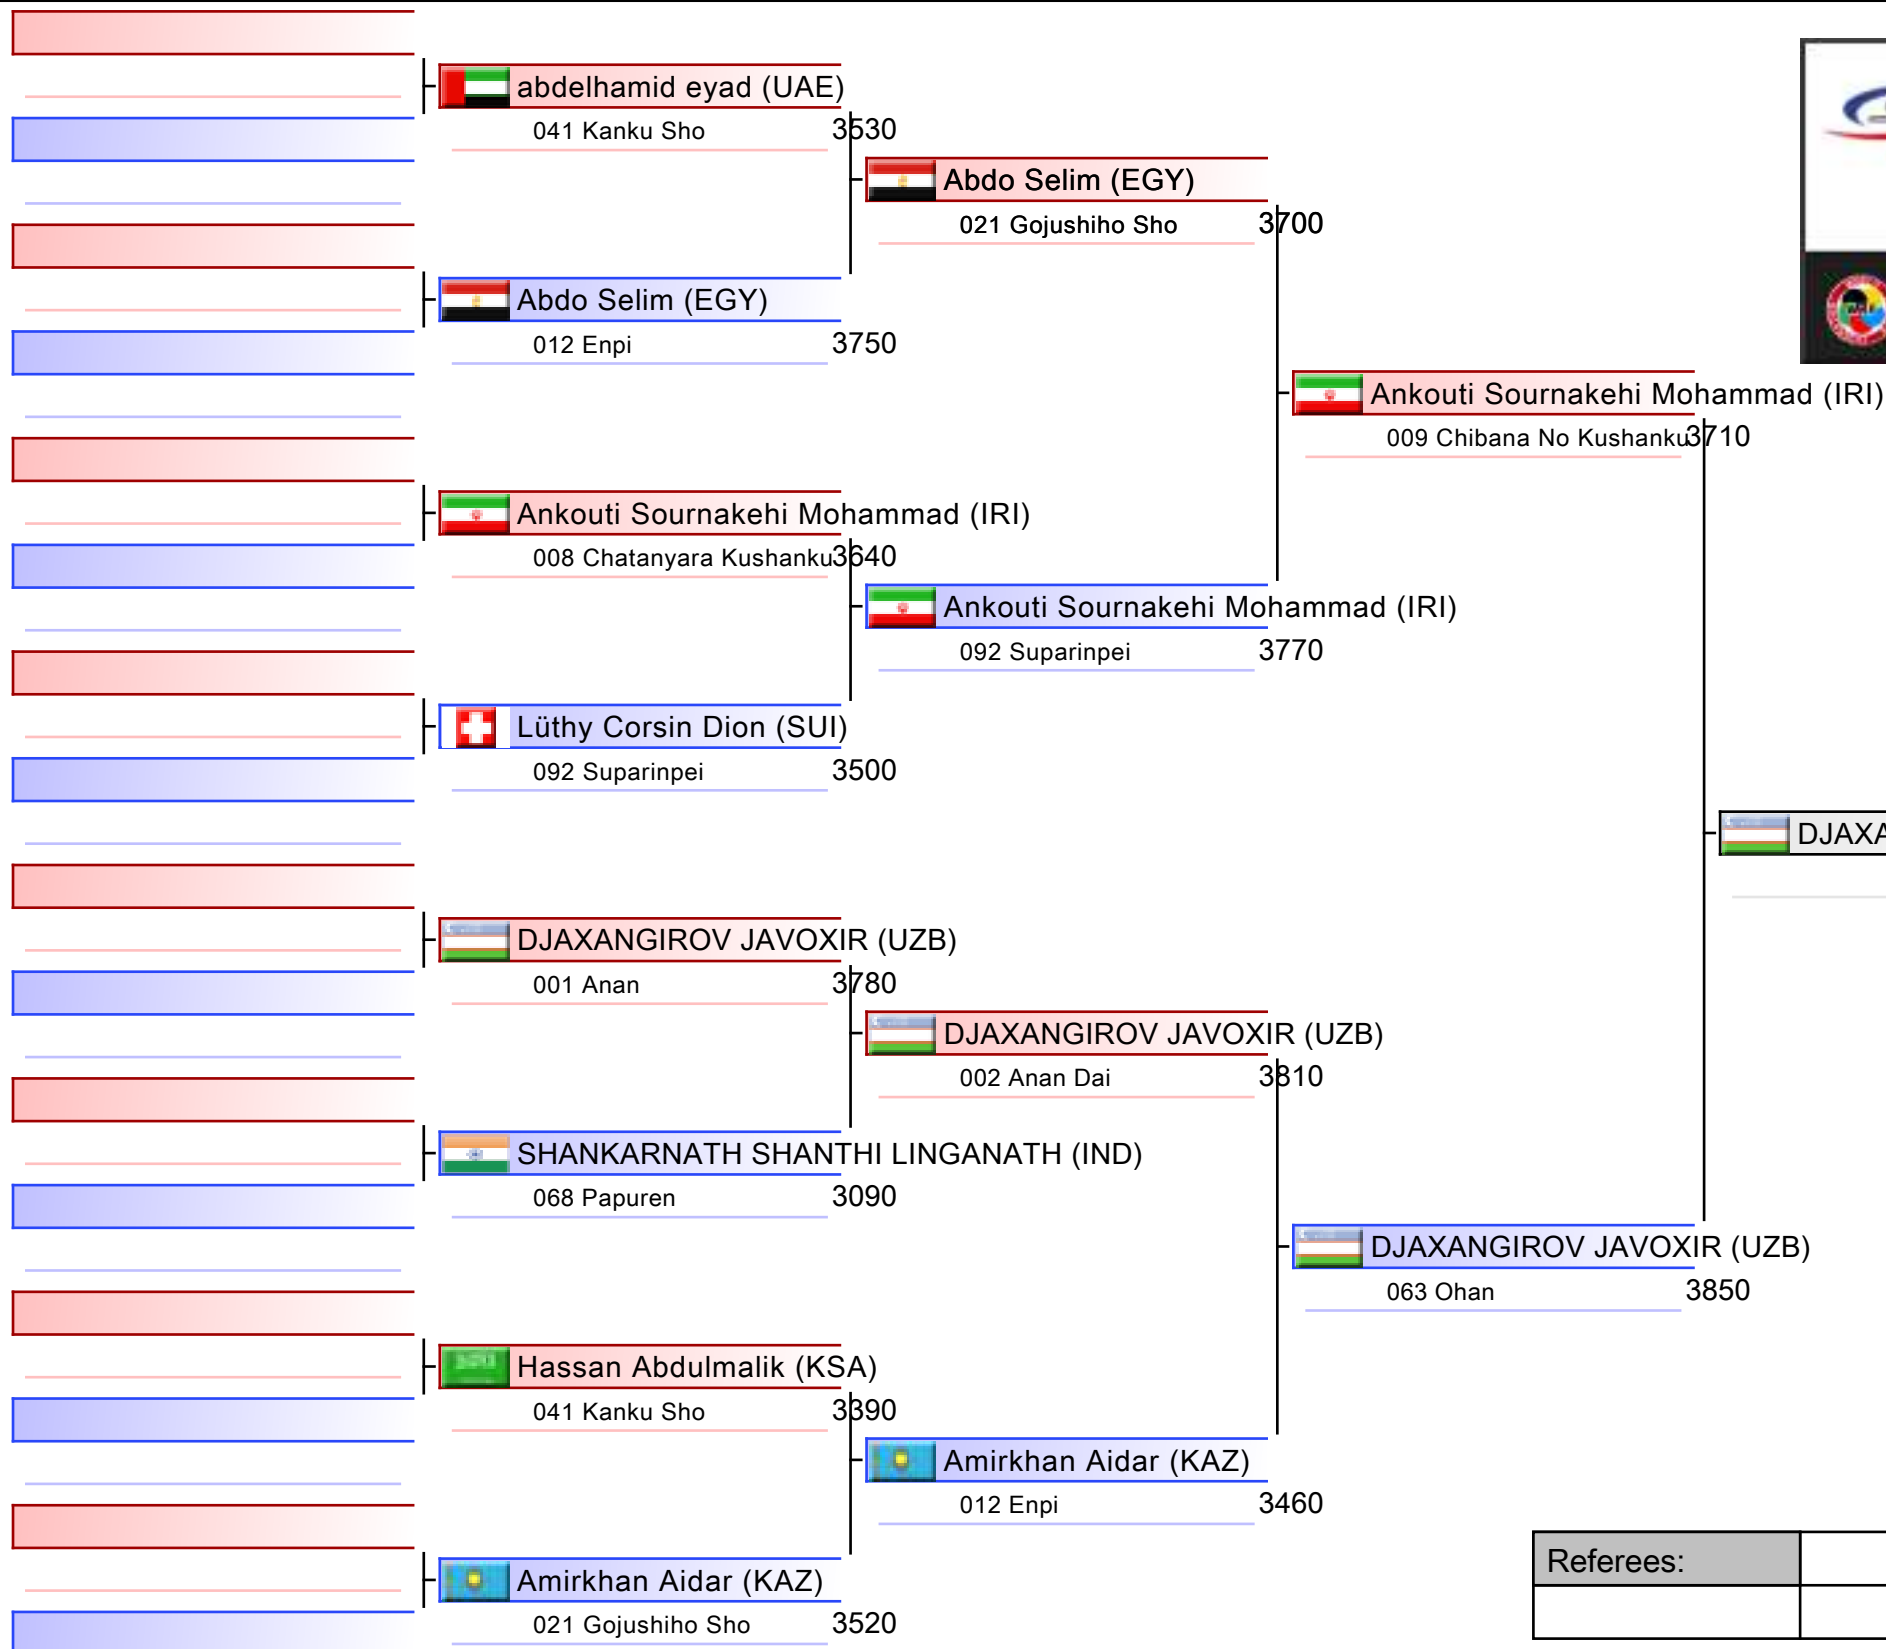 abdelhamid eyad (UAE)
041 Kanku Sho 3530
Abdo Selim (EGY)
021 Gojushiho Sho 3700
Abdo Selim (EGY)
012 Enpi 3750
Ankouti Sournakehi Mohammad (IRI)
009 Chibana No Kushanku 3710
Ankouti Sournakehi Mohammad (IRI)
008 Chatanyara Kushanku 3640
Ankouti Sournakehi Mohammad (IRI)
092 Suparinpei 3770
Lüthy Corsin Dion (SUI)
092 Suparinpei 3500
DJAXA
DJAXANGIROV JAVOXIR (UZB)
001 Anan 3780
DJAXANGIROV JAVOXIR (UZB)
002 Anan Dai 3810
SHANKARNATH SHANTHI LINGANATH (IND)
068 Papuren 3090
DJAXANGIROV JAVOXIR (UZB)
063 Ohan 3850
Hassan Abdulmalik (KSA)
041 Kanku Sho 3390
Amirkhan Aidar (KAZ)
012 Enpi 3460
Amirkhan Aidar (KAZ)
021 Gojushiho Sho 3520
Referees: